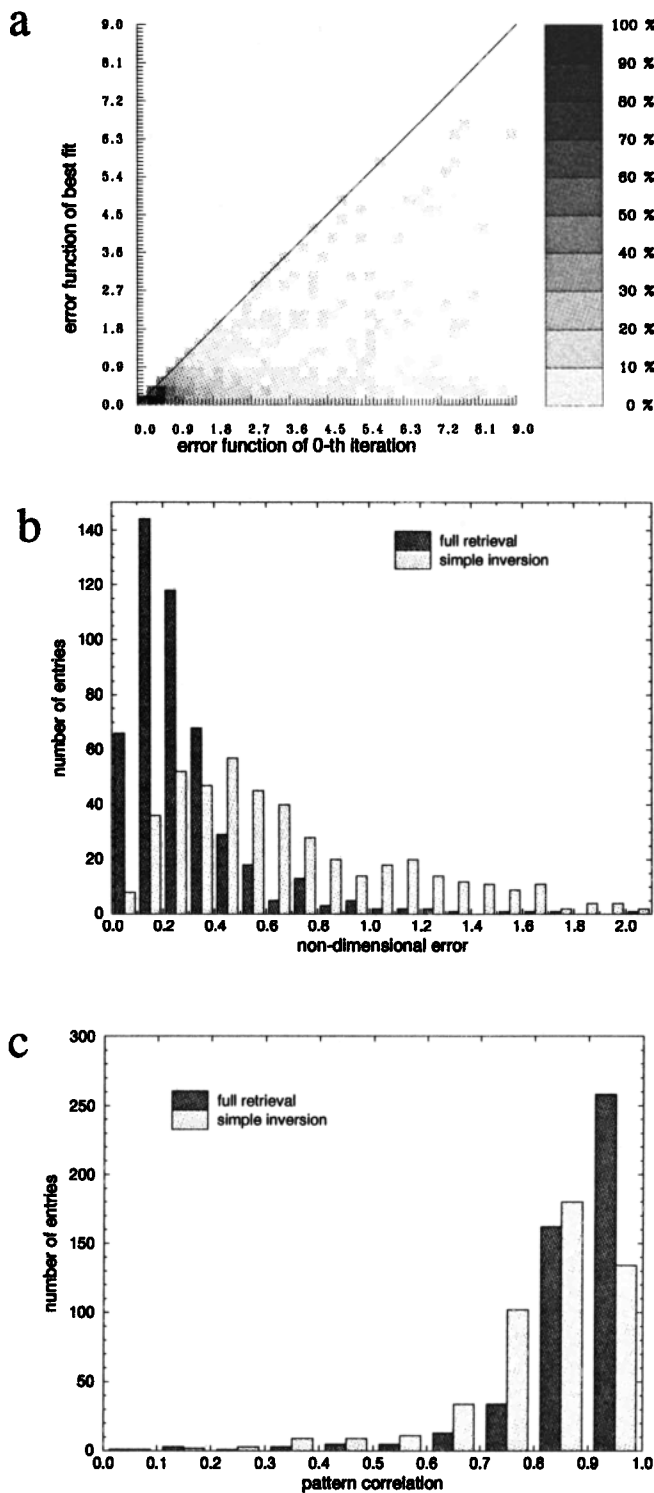 a
9.0
8.1
7.2
6.3
5.4
4.5
3.6
2.7
1.8
0.9
0.0
error function of best fit
0.0 0.9 1.8 2.7 3.6 4.5 5.4 6.3 7.2 8.1 9.0
error function of 0-th iteration
100 %
90 %
80 %
70 %
60 %
50 %
40 %
30 %
20 %
10 %
0 %
b
full retrieval
simple inversion
140
120
100
80
60
40
20
0
number of entries
0.0 0.2 0.4 0.6 0.8 1.0 1.2 1.4 1.6 1.8 2.0
non-dimensional error
c
full retrieval
simple inversion
300
250
200
150
100
50
0
number of entries
0.0 0.1 0.2 0.3 0.4 0.5 0.6 0.7 0.8 0.9 1.0
pattern correlation